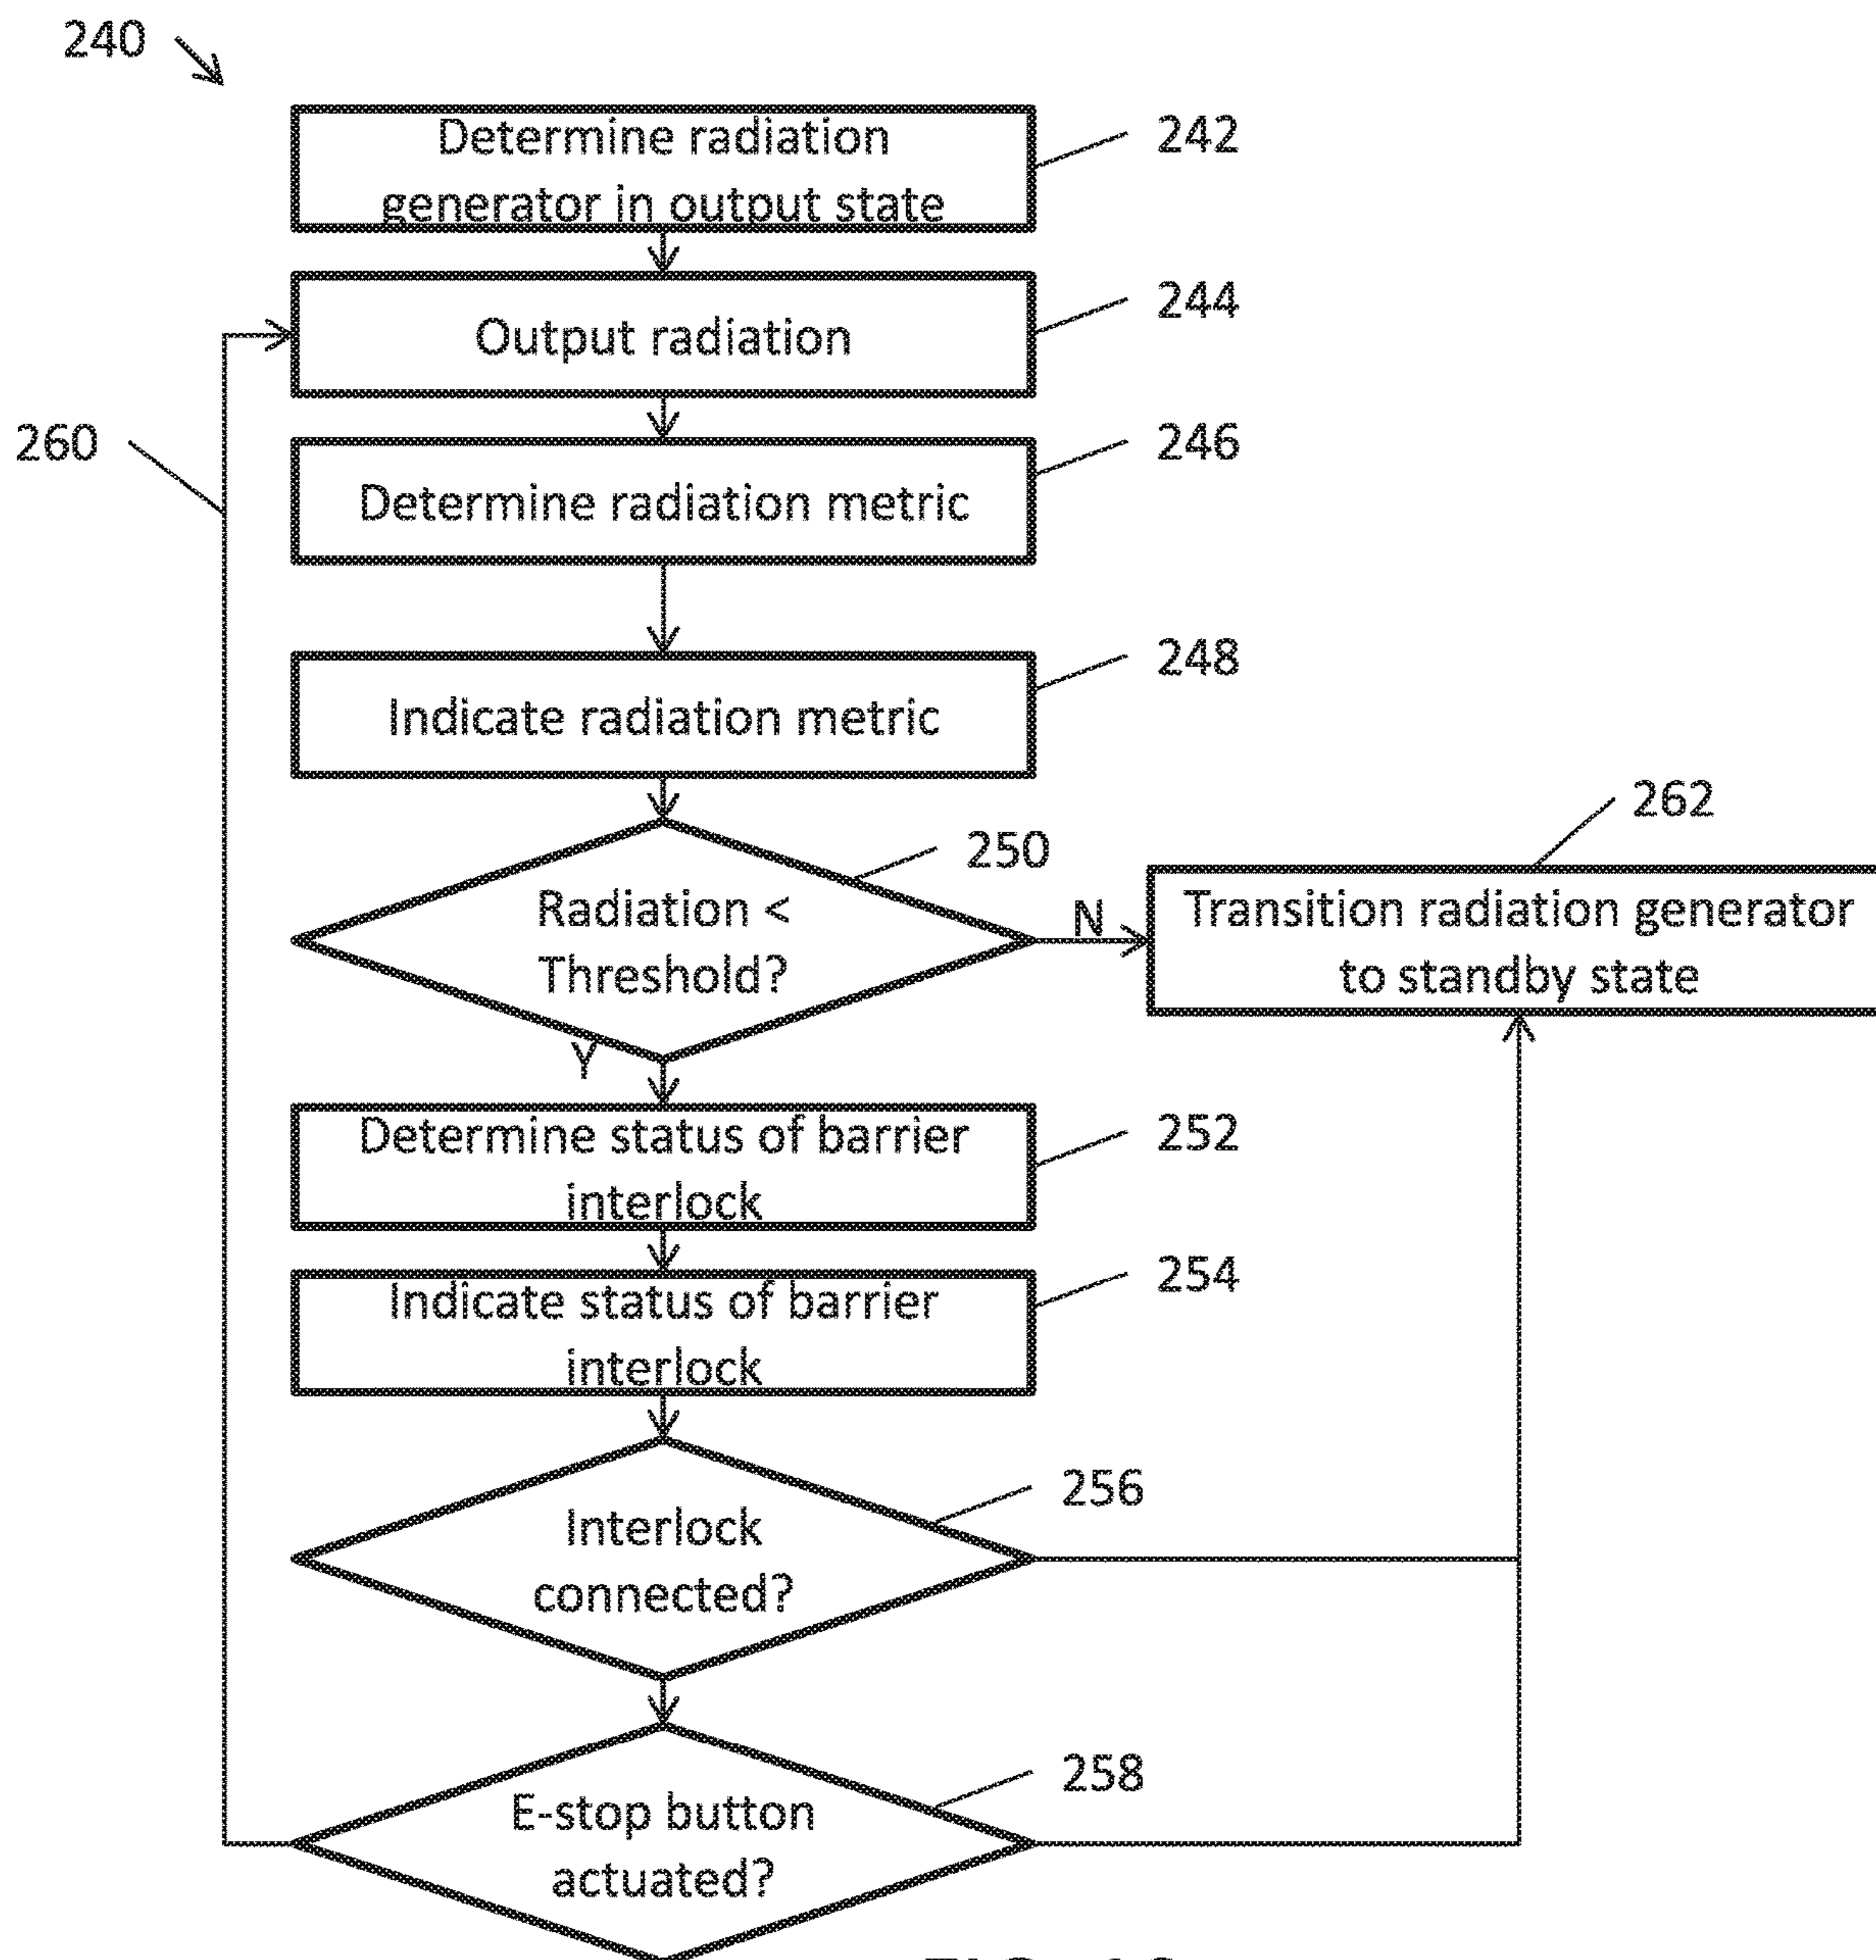 240
Determine radiation
generator in output state
242
Output radiation
244
260
Determine radiation metric
246
Indicate radiation metric
248
Radiation <
Threshold?
250
N
Y
Transition radiation generator
to standby state
262
Determine status of barrier
interlock
252
Indicate status of barrier
interlock
254
Interlock
connected?
256
E-stop button
actuated?
258